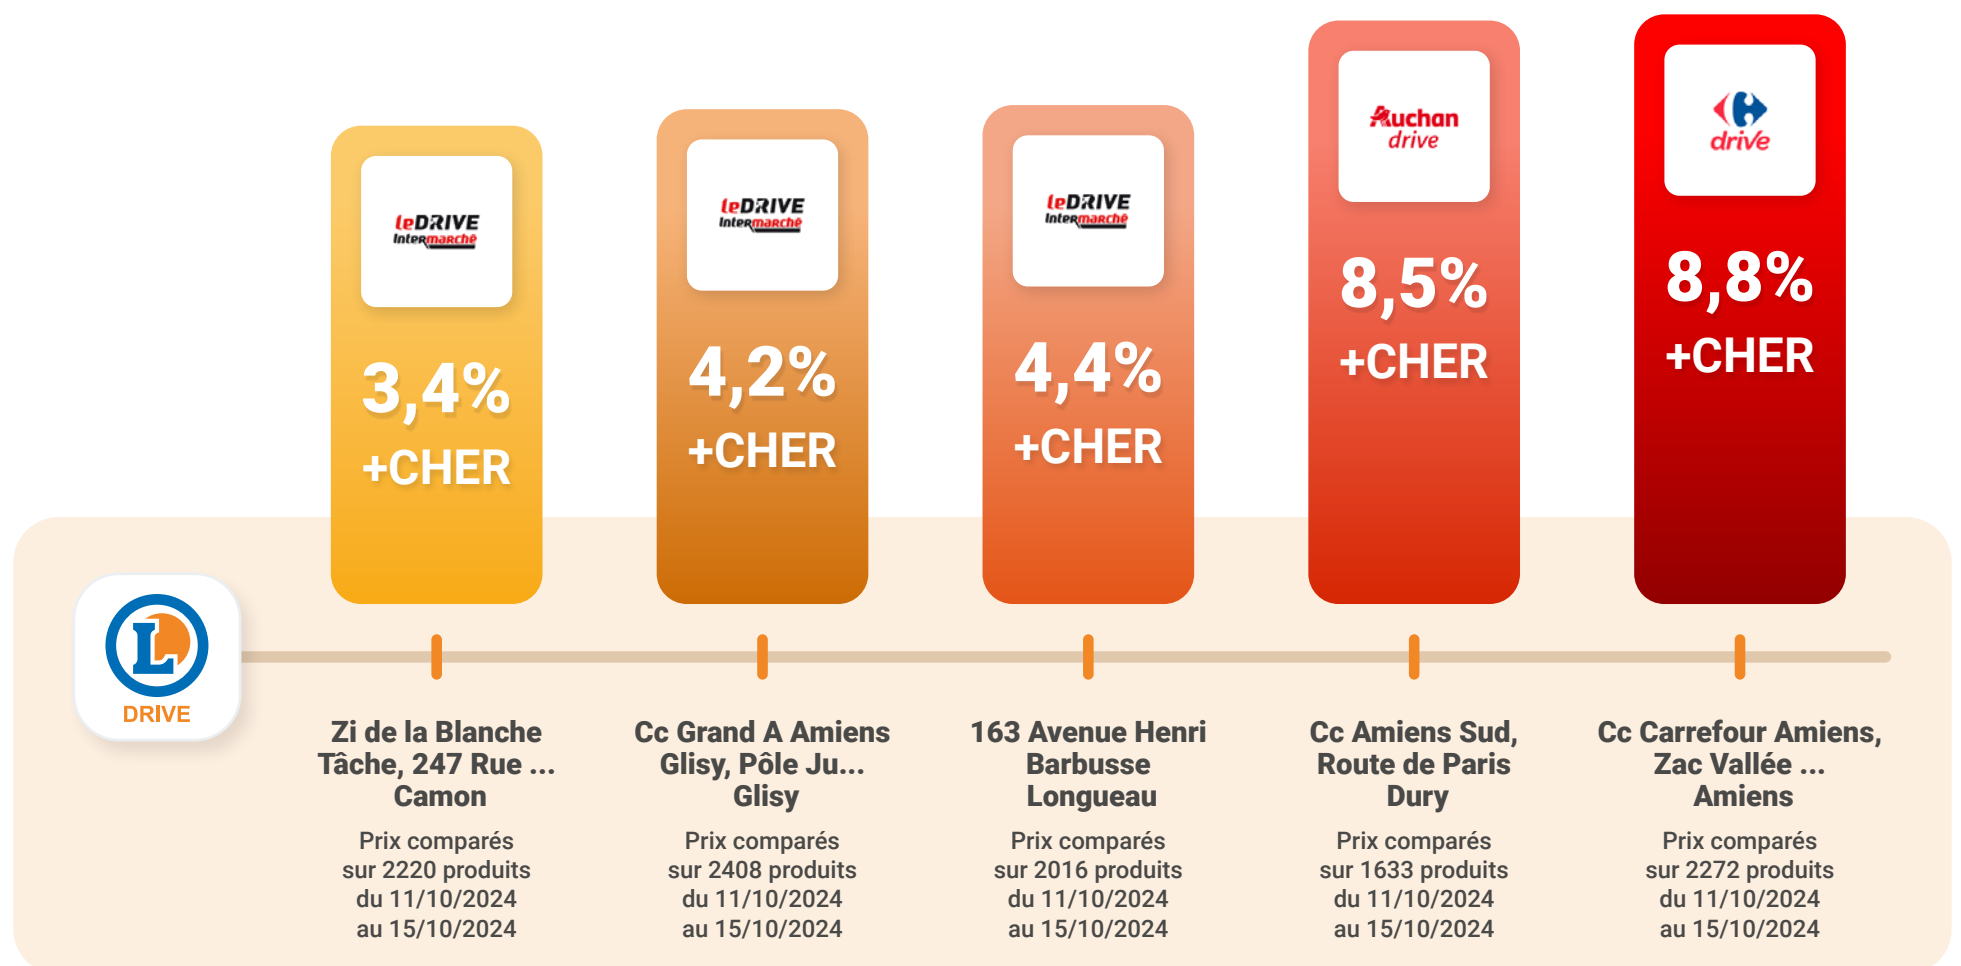 leDRIVE
Intermarché
3,4%
+CHER
leDRIVE
Intermarché
4,2%
+CHER
leDRIVE
Intermarché
4,4%
+CHER
Auchan
drive
8,5%
+CHER
drive
8,8%
+CHER
L
DRIVE
Zi de la Blanche
Tâche, 247 Rue ...
Camon
Prix comparés
sur 2220 produits
du 11/10/2024
au 15/10/2024
Cc Grand A Amiens
Glisy, Pôle Ju...
Glisy
Prix comparés
sur 2408 produits
du 11/10/2024
au 15/10/2024
163 Avenue Henri
Barbusse
Longueau
Prix comparés
sur 2016 produits
du 11/10/2024
au 15/10/2024
Cc Amiens Sud,
Route de Paris
Dury
Prix comparés
sur 1633 produits
du 11/10/2024
au 15/10/2024
Cc Carrefour Amiens,
Zac Vallée ...
Amiens
Prix comparés
sur 2272 produits
du 11/10/2024
au 15/10/2024